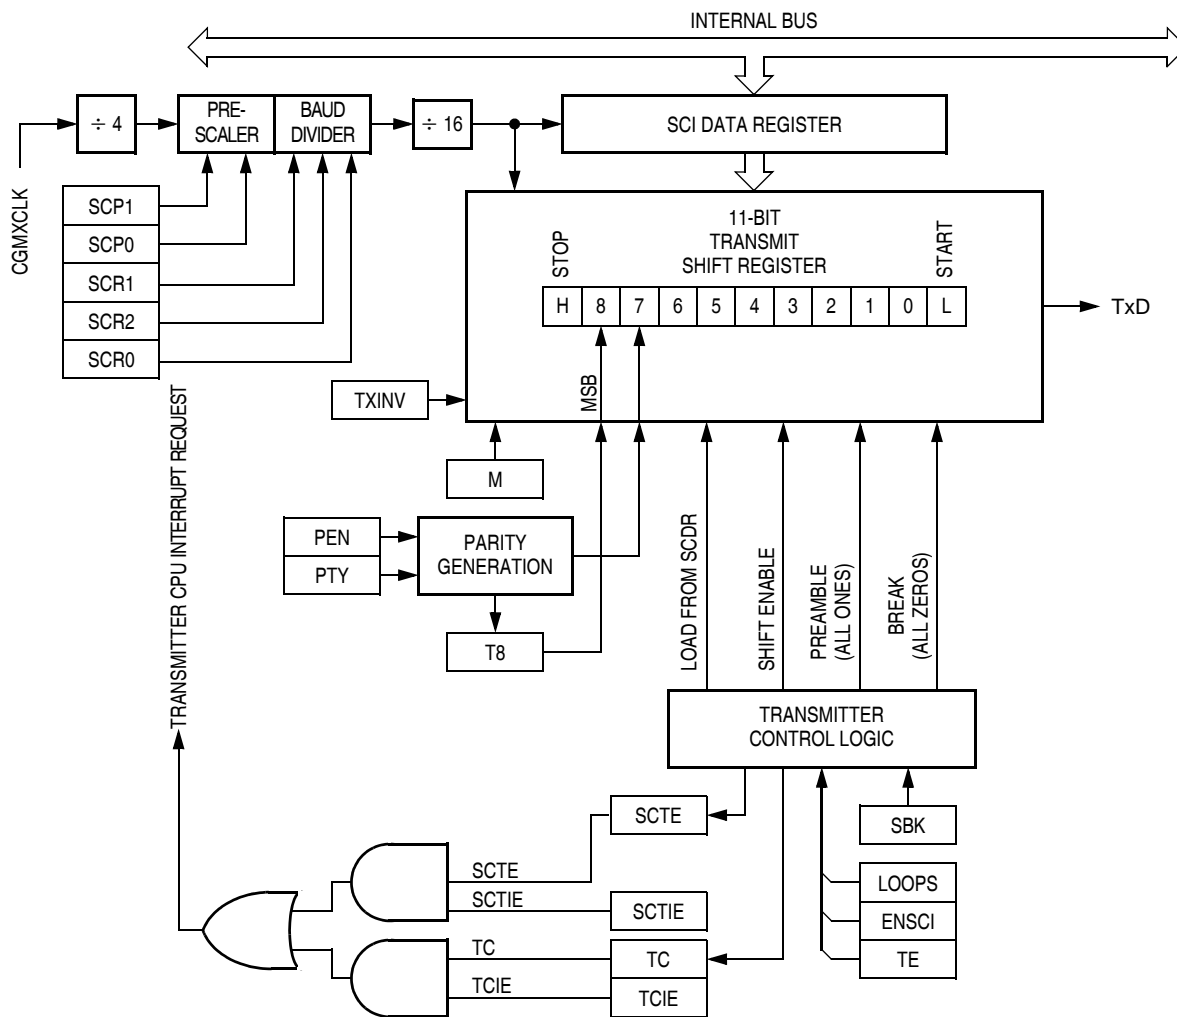 INTERNAL BUS
÷ 4
PRE-
SCALER
BAUD
DIVIDER
÷ 16
SCI DATA REGISTER
CGMXCLK
SCP1
SCP0
SCR1
SCR2
SCR0
11-BIT
TRANSMIT
SHIFT REGISTER
STOP
START
H 8 7 6 5 4 3 2 1 0 L
TxD
MSB
TXINV
M
TRANSMITTER CPU INTERRUPT REQUEST
PEN
PTY
PARITY
GENERATION
T8
LOAD FROM SCDR
SHIFT ENABLE
PREAMBLE
(ALL ONES)
BREAK
(ALL ZEROS)
TRANSMITTER
CONTROL LOGIC
SCTE
SBK
SCTE
SCTIE
SCTIE
LOOPS
ENSCI
TE
TC
TC
TCIE
TCIE